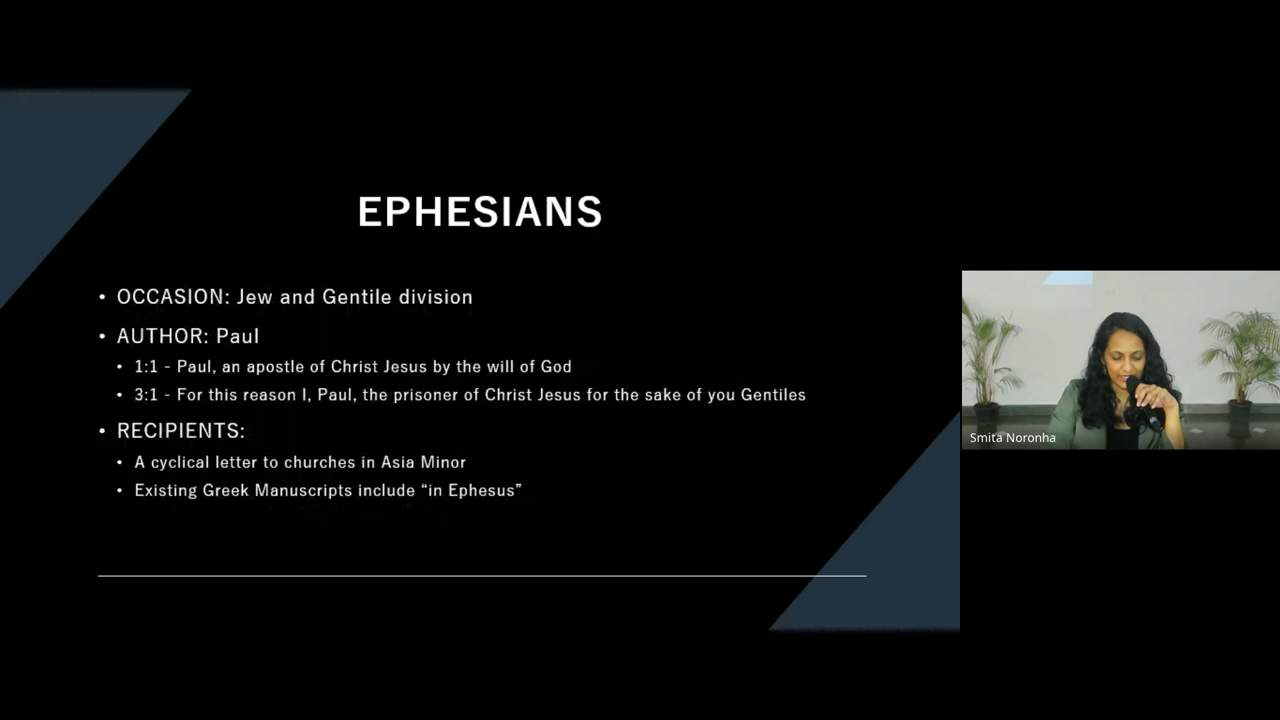 EPHESIANS
• OCCASION: Jew and Gentile division
• AUTHOR: Paul
• 1:1 - Paul, an apostle of Christ Jesus by the will of God
• 3:1 - For this reason I, Paul, the prisoner of Christ Jesus for the sake of you Gentiles
• RECIPIENTS:
• A cyclical letter to churches in Asia Minor
• Existing Greek Manuscripts include “in Ephesus”
Smita Noronha